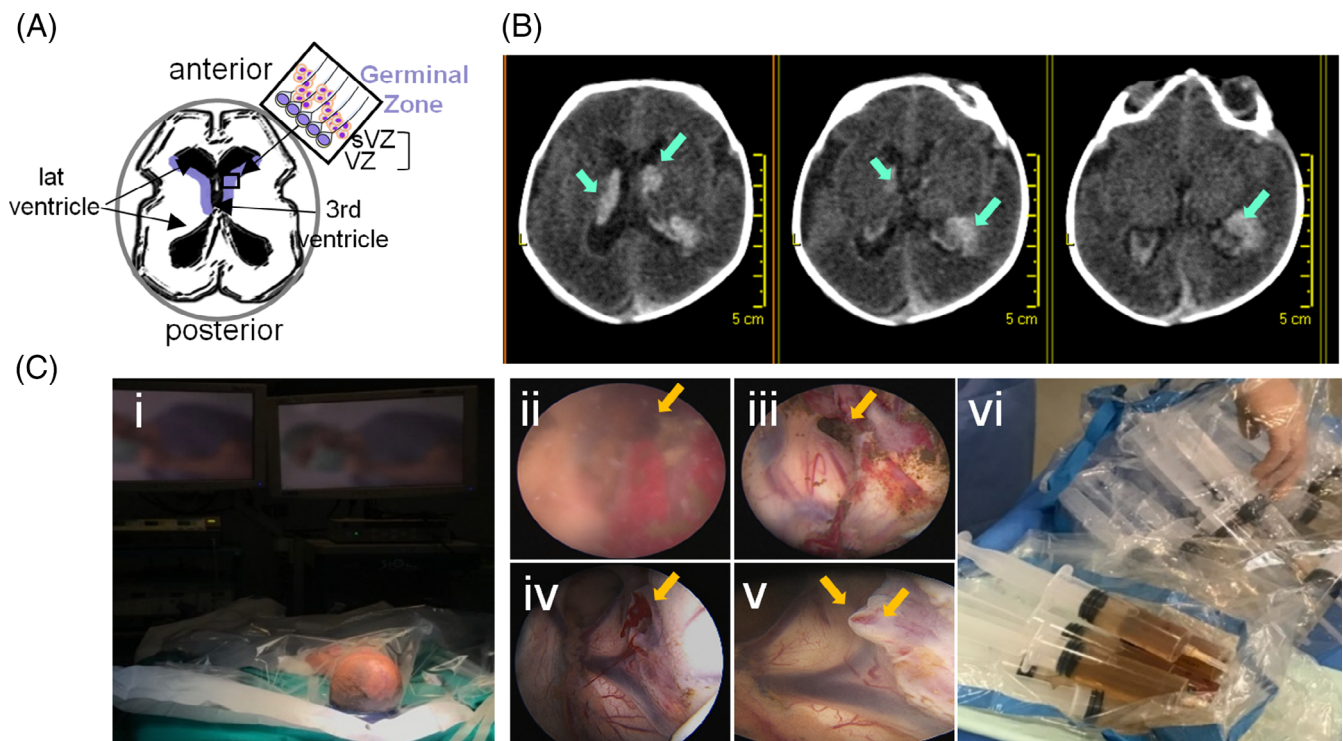 (A)
anterior
Germinal
Zone
sVZ
VZ
lat
ventricle
3rd
ventricle
posterior
(B)
L
5 cm
L
5 cm
L
5 cm
(C)
i
ii
iii
iv
v
vi